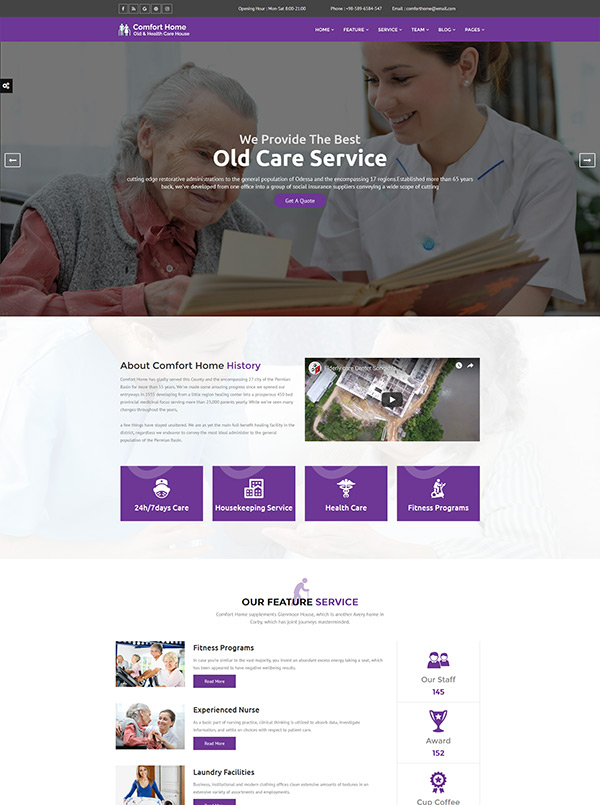 Opening Hour : Mon-Sat 8:00-21:00
Phone : +98-589-6584-547
Email : comforthome@email.com
Comfort Home
Old & Health Care House
HOME
FEATURE
SERVICE
TEAM
BLOG
PAGES
We Provide The Best
Old Care Service
cutting edge restorative administrations to the general population of Odessa and the encompassing 17 regions.Established more than 65 years
back, we've developed from one office into a group of social insurance suppliers conveying a wide scope of cutting
Get A Quote
About Comfort Home History
Comfort Home has gladly served this County and the encompassing 27 city of the Permian
Basin for more than 55 years. We've made some amazing progress since we opened our
entryways in 1955 developing from a little region healing center into a prosperous 450 bed
provincial medicinal focus serving more than 25,000 patients yearly. While we've seen many
changes throughout the years,
a few things have stayed unaltered. We are as yet the main full-benefit healing facility in the
district, regardless we endeavor to convey the most ideal administer to the general
population of the Permian Basin.
Elderly care Center Song
24h/7days Care
Housekeeping Service
Health Care
Fitness Programs
OUR FEATURE SERVICE
Comfort Home supplements Glenmoor House, which is another Avery home in
Corby, which has joint journeys masterminded.
Fitness Programs
In case you're similar to the vast majority, you invest an abundant excess energy taking a seat, which
has been appeared to have negative wellbeing results.
Read More
Our Staff
145
Experienced Nurse
As a basic part of nursing practice, clinical thinking is utilized to absorb data, investigate
information, and settle on choices with respect to patient care.
Read More
Award
152
Laundry Facilities
Business, institutional and modern clothing offices clean extensive amounts of textures in an
extensive variety of assortments and employments.
Read More
Cup Coffee